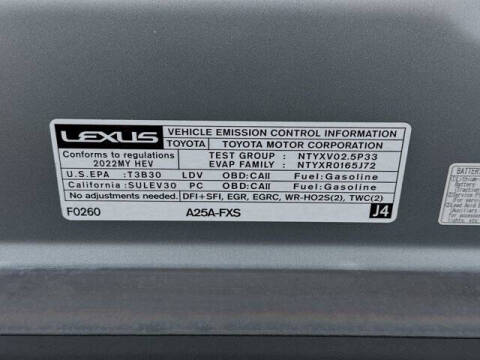 LEXUS VEHICLE EMISSION CONTROL INFORMATION
TOYOTA TOYOTA MOTOR CORPORATION
Conforms to regulations TEST GROUP : NTYXV02.5P33
2022MY HEV EVAP FAMILY : NTYXR0165J72
U.S.EPA :T3B30 LDV OBD:CAII Fuel:Gasoline
California:SULEV30 PC OBD:CAII Fuel:Gasoline
No adjustments needed. DFI+SFI, EGR, EGRC, WR-HO2S(2), TWC(2)
F0260 A25A-FXS J4
Battery